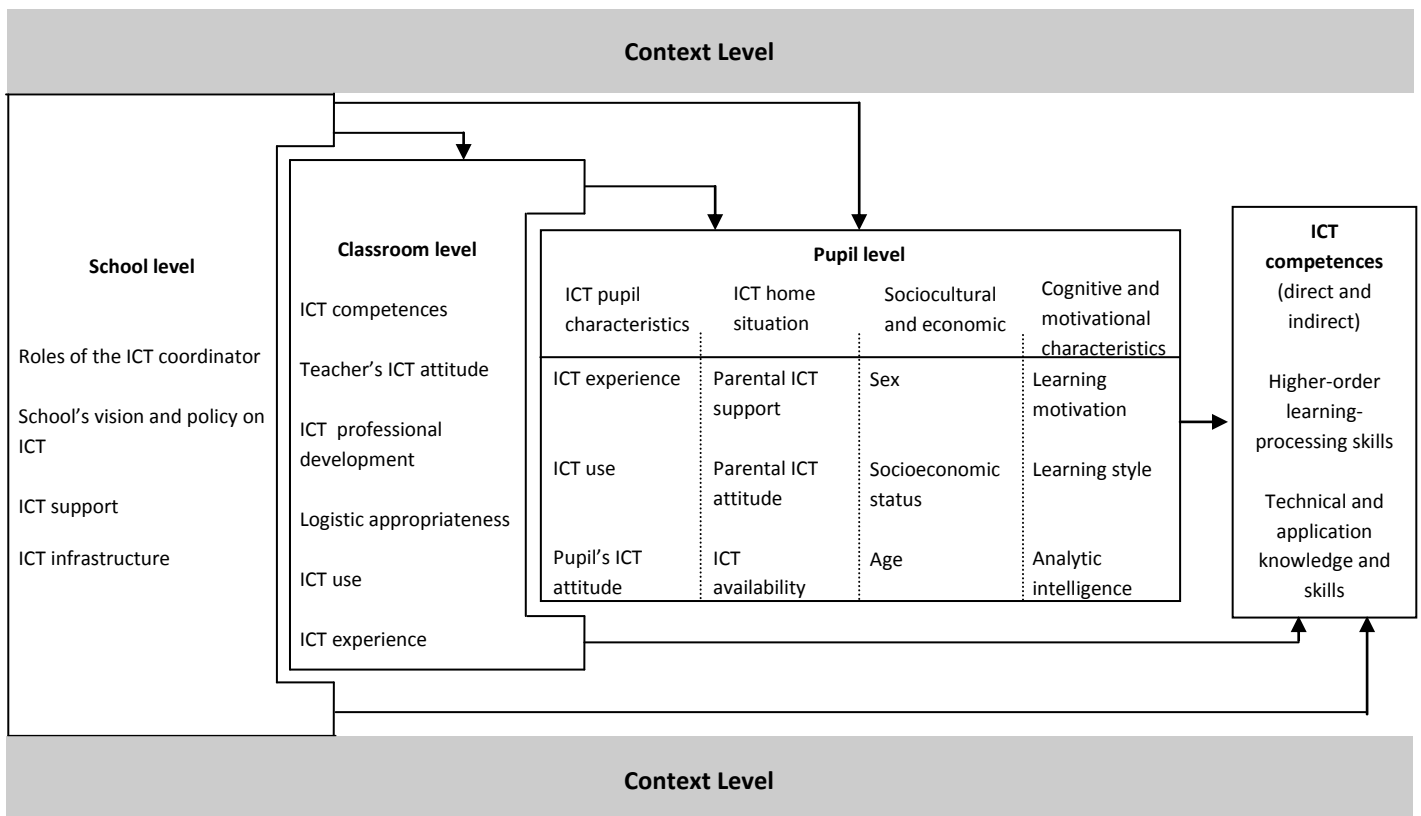 Context Level
School level
Roles of the ICT coordinator
School’s vision and policy on
ICT
ICT support
ICT infrastructure
Classroom level
ICT competences
Teacher’s ICT attitude
ICT professional
development
Logistic appropriateness
ICT use
ICT experience
Pupil level
ICT pupil
characteristics
ICT home
situation
Sociocultural
and economic
Cognitive and
motivational
characteristics
ICT experience
Parental ICT
support
Sex
Learning
motivation
ICT use
Parental ICT
attitude
Socioeconomic
status
Learning style
Pupil’s ICT
attitude
ICT
availability
Age
Analytic
intelligence
ICT
competences
(direct and
indirect)
Higher-order
learning-
processing skills
Technical and
application
knowledge and
skills
Context Level